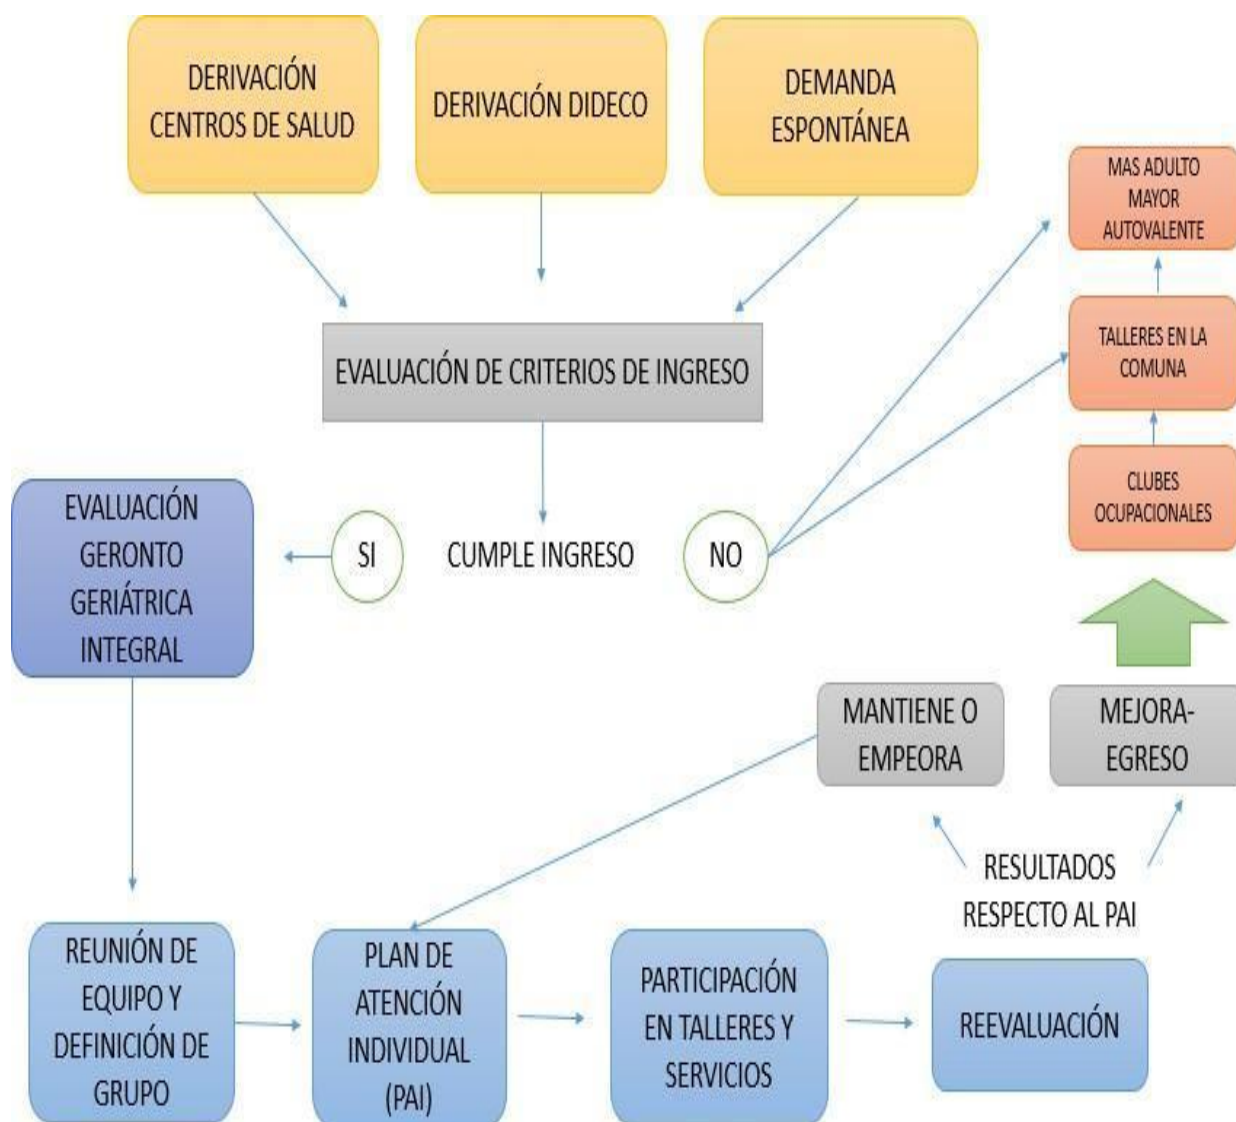 DERIVACIÓN
CENTROS DE SALUD
DERIVACIÓN DIDECO
DEMANDA
ESPONTÁNEA
MAS ADULTO
MAYOR
AUTOVALENTE
EVALUACIÓN DE CRITERIOS DE INGRESO
TALLERES EN LA
COMUNA
CLUBES
OCUPACIONALES
EVALUACIÓN
GERONTO
GERIÁTRICA
INTEGRAL
SI
CUMPLE INGRESO
NO
MANTIENE O
EMPEORA
MEJORA-
EGRESO
RESULTADOS
RESPECTO AL PAI
REUNIÓN DE
EQUIPO Y
DEFINICIÓN DE
GRUPO
PLAN DE
ATENCIÓN
INDIVIDUAL
(PAI)
PARTICIPACIÓN
EN TALLERES Y
SERVICIOS
REEVALUACIÓN